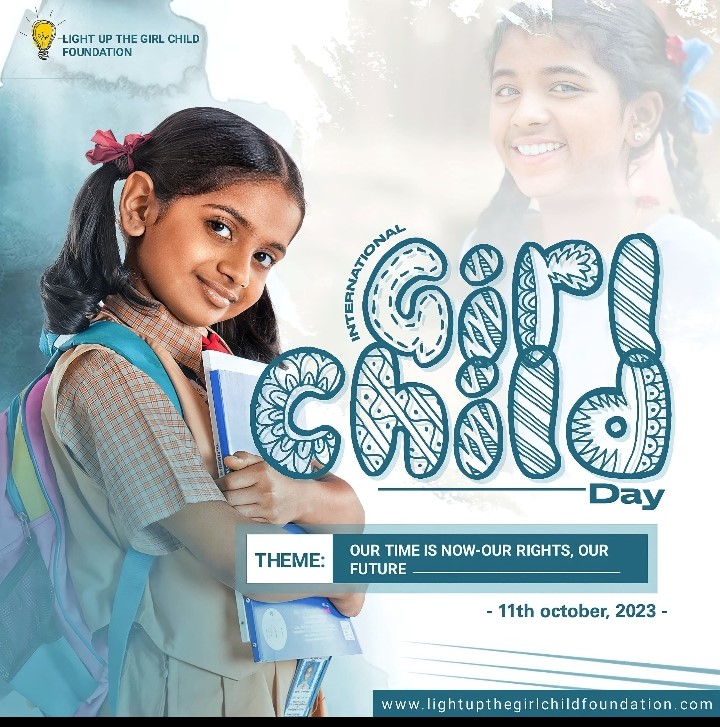 LIGHT UP THE GIRL CHILD
FOUNDATION
INTERNATIONAL
Girl
child
Day
THEME:
OUR TIME IS NOW-OUR RIGHTS, OUR
FUTURE
- 11th october, 2023 -
www.lightupthegirlchildfoundation.com